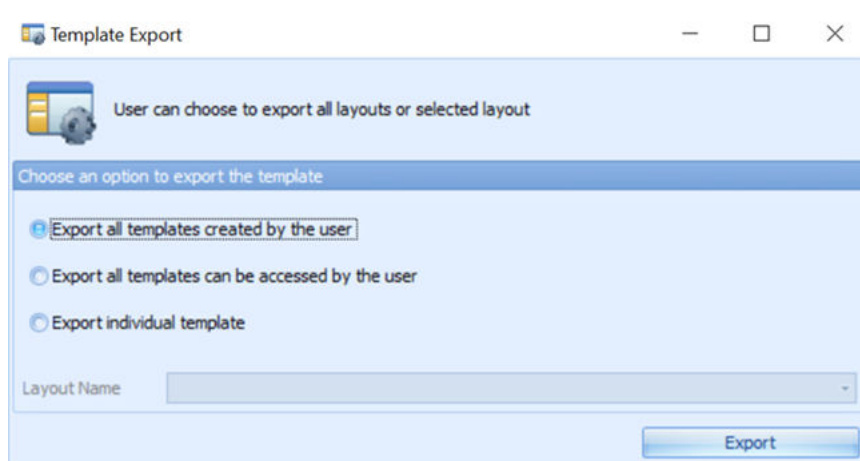 Template Export
User can choose to export all layouts or selected layout
Choose an option to export the template
Export all templates created by the user
Export all templates can be accessed by the user
Export individual template
Layout Name
Export